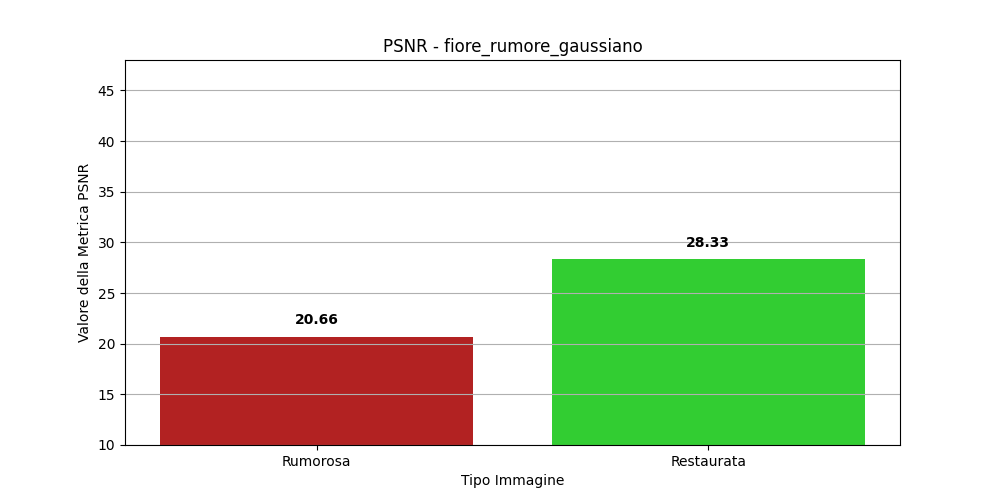 PSNR - fiore_rumore_gaussiano
Valore della Metrica PSNR
45
40
35
30
25
20
15
10
20.66
28.33
Rumorosa
Restaurata
Tipo Immagine